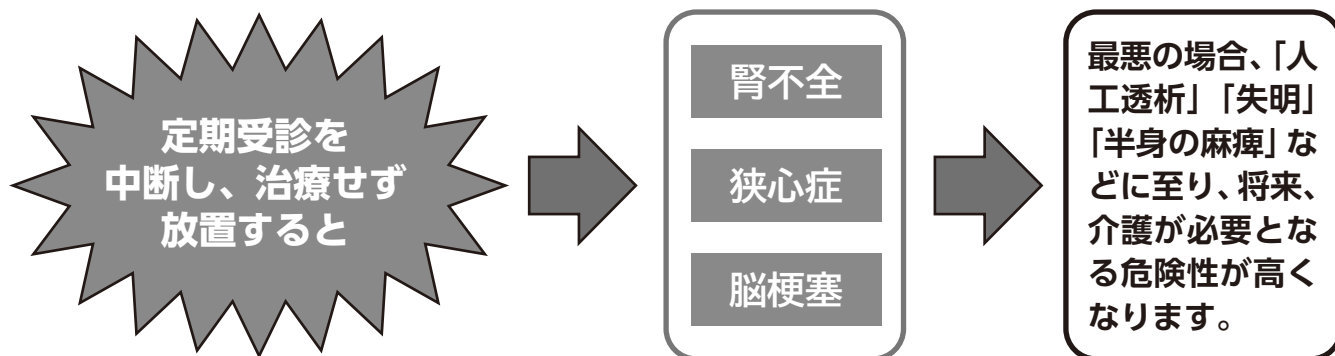 定期受診を
中断し、治療せず
放置すると
腎不全
狭心症
脳梗塞
最悪の場合、「人
工透析」「失明」
「半身の麻痺」な
どに至り、将来、
介護が必要とな
る危険性が高く
なります。